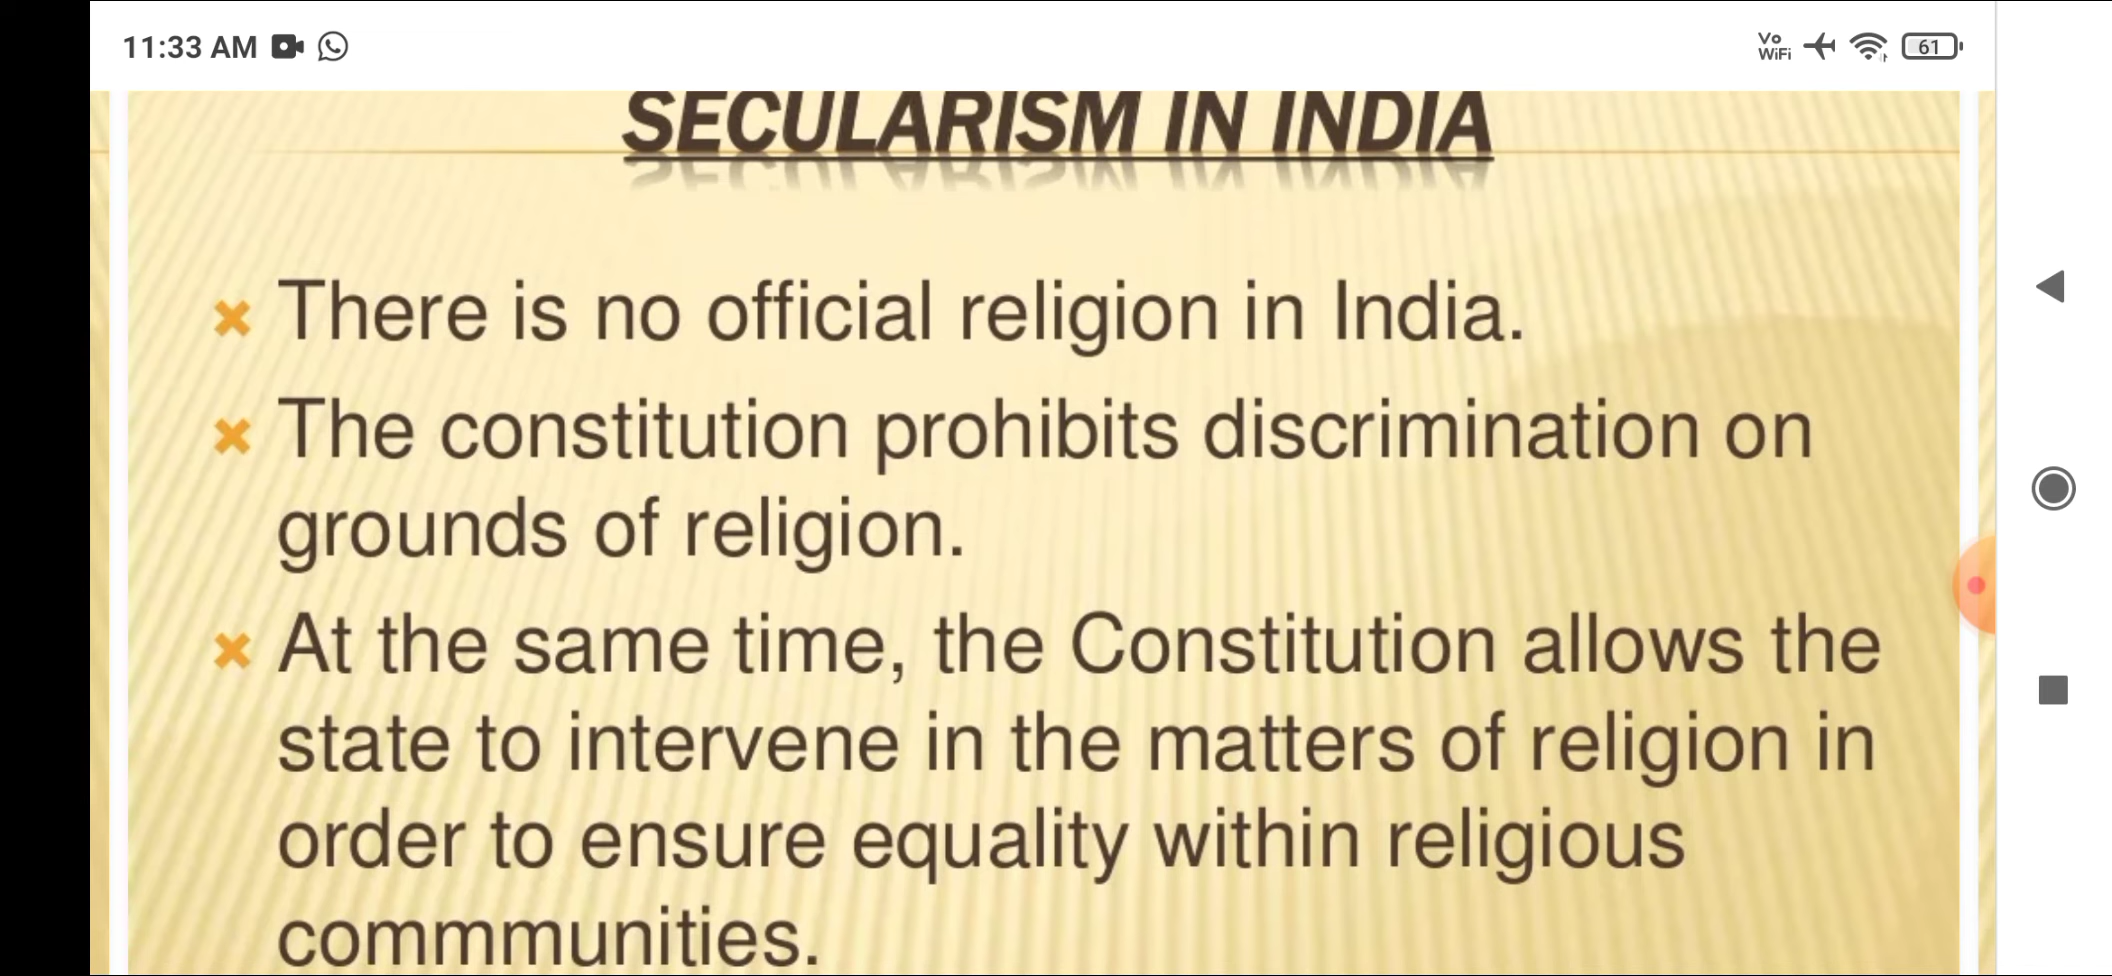 11:33 AM
Vo
WiFi
61
SECULARISM IN INDIA
There is no official religion in India.
The constitution prohibits discrimination on
grounds of religion.
At the same time, the Constitution allows the
state to intervene in the matters of religion in
order to ensure equality within religious
commmunities.